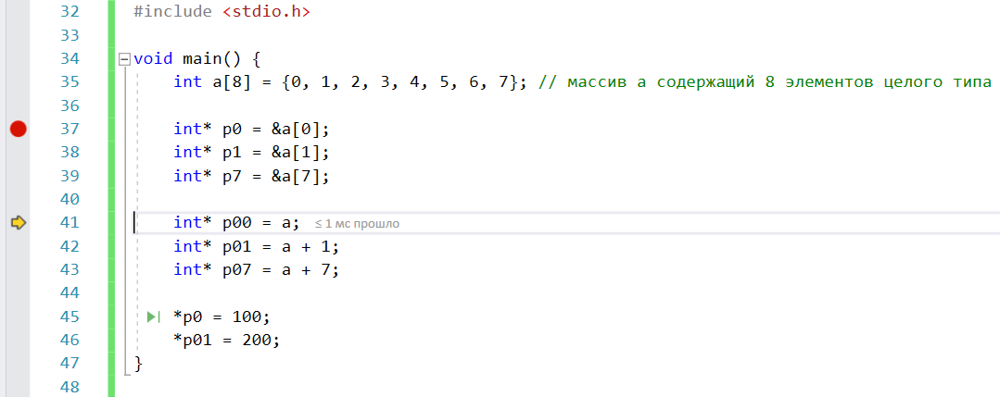 32 #include <stdio.h>
33
34 void main() {
35 int a[8] = {0, 1, 2, 3, 4, 5, 6, 7}; // массив a содержащий 8 элементов целого типа
36
37 int* p0 = &a[0];
38 int* p1 = &a[1];
39 int* p7 = &a[7];
40
41 int* p00 = a; ≤ 1 мс прошло
42 int* p01 = a + 1;
43 int* p07 = a + 7;
44
45 *p0 = 100;
46 *p01 = 200;
47 }
48